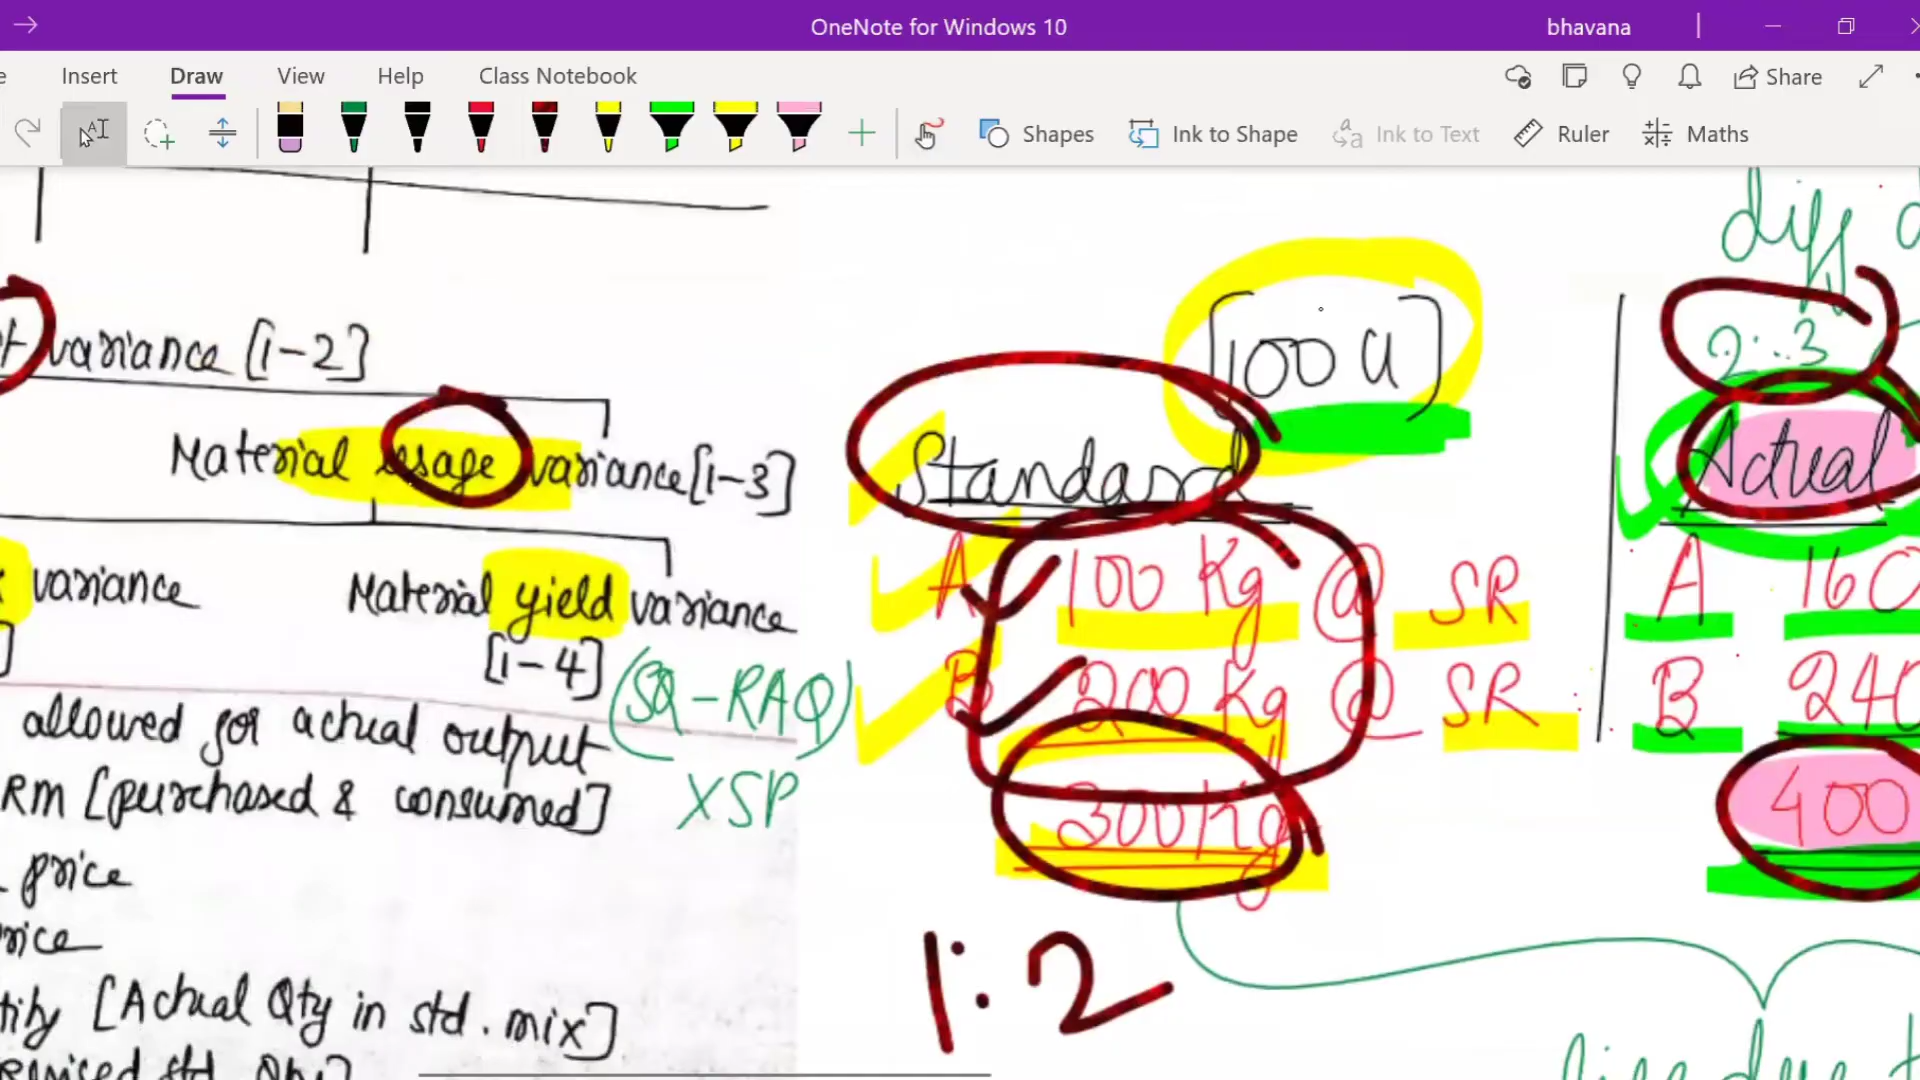 OneNote for Windows 10
bhavana
Insert Draw View Help Class Notebook
Share
Shapes Ink to Shape Ink to Text Ruler Maths
variance [1-2]
Material usage variance [1-3]
variance
Material yield variance
[1-4]
(SQ-RAQ)
XSP
allowed for actual output
RM [purchased & consumed]
price
[Actual Qty in std. mix]
[100 u]
Standard
A 100 Kg @ SR
B 200 Kg @ SR
300 Kg
1:2
diff
2:3
Actual
A 160
B 240
400